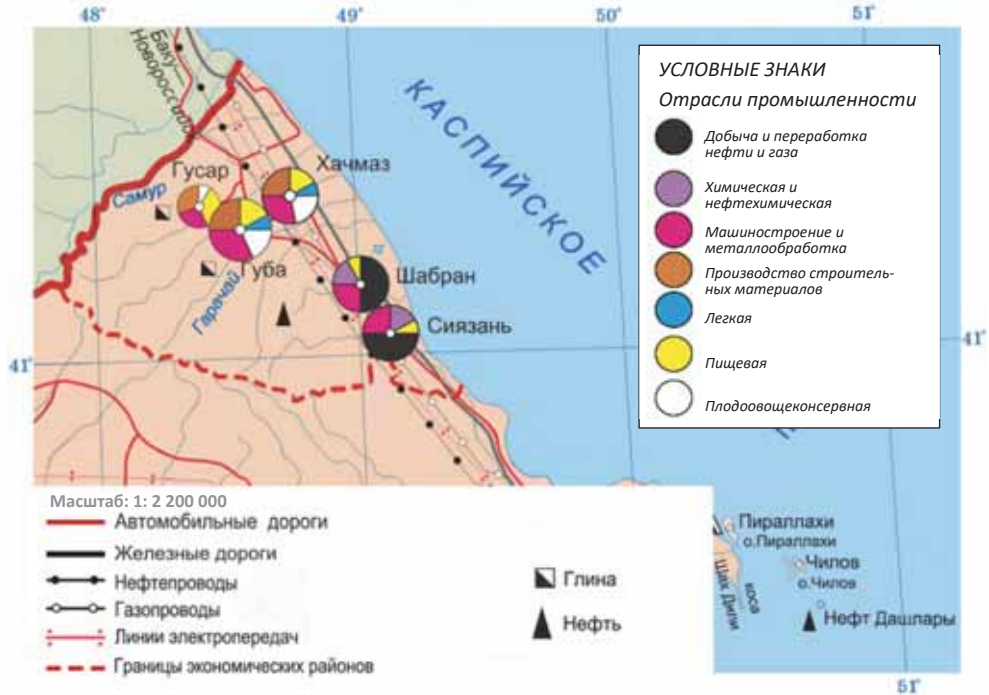 48°
49°
50°
51°
Баку—
Новороссийск
КАСПИЙСКОЕ
Хачмаз
Гусар
Самур
Губа
Гарачай
Шабран
Сиязань
41°
41°
УСЛОВНЫЕ ЗНАКИ
Отрасли промышленности
Добыча и переработка
нефти и газа
Химическая и
нефтехимическая
Машиностроение и
металлообработка
Производство строитель-
ных материалов
Легкая
Пищевая
Плодоовощеконсервная
Масштаб: 1: 2 200 000
Автомобильные дороги
Железные дороги
Нефтепроводы
Газопроводы
Линии электропередач
Границы экономических районов
Глина
Нефть
Пираллахи
о.Пираллахи
Чилов
о.Чилов
Шах Дили
коса
Нефт Дашлары
51°